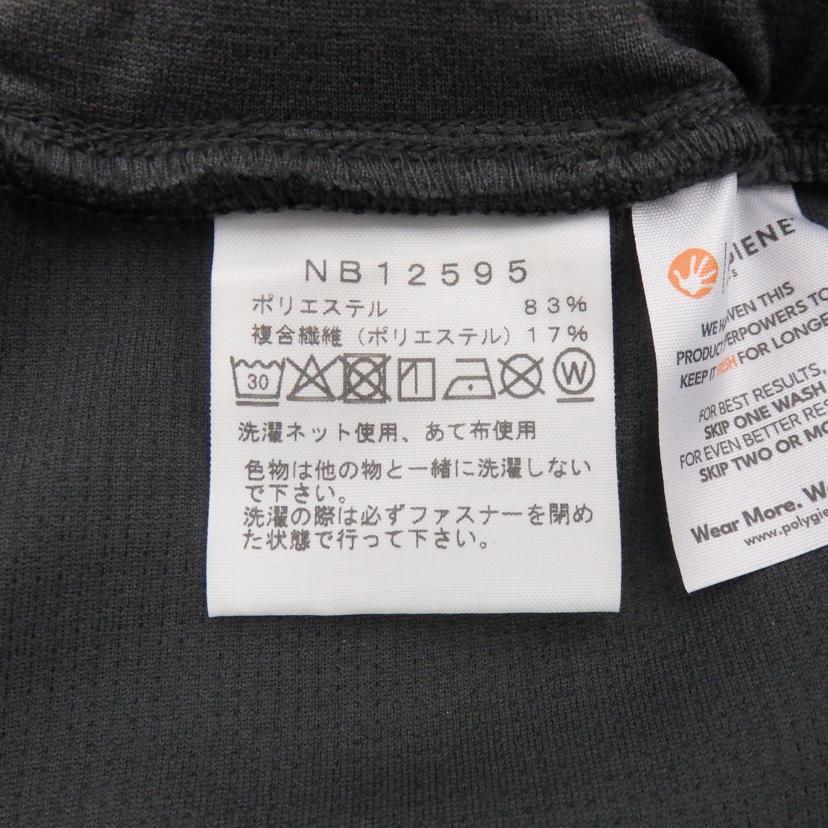 NB12595
ポリエステル 83%
複合繊維(ポリエステル)17%
30
W
洗濯ネット使用、あて布使用
色物は他の物と一緒に洗濯しない
で下さい。
洗濯の際は必ずファスナーを閉め
た状態で行って下さい。
THIS
TO
KEEP IT FRESH FOR LONGE
FOR BEST RESULTS,
SKIP ONE WASH
FOR EVEN BETTER RES
SKIP TWO OR MO
Wear More. Wa
www.polygie